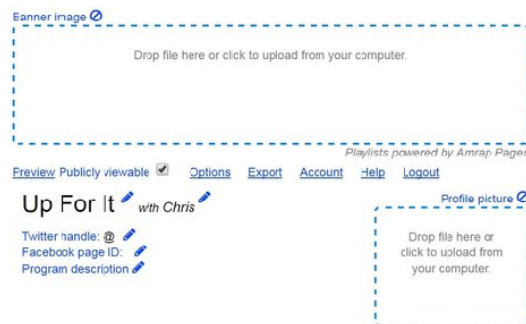 Banner image
Drop file here or click to upload from your computer.
Playlists powered by Amrap Pages
Preview Publicly viewable Options Export Account Help Logout
Up For It with Chris
Profile picture
Twitter handle: @
Facebook page ID:
Program description
Drop file here or
click to upload from
your computer.